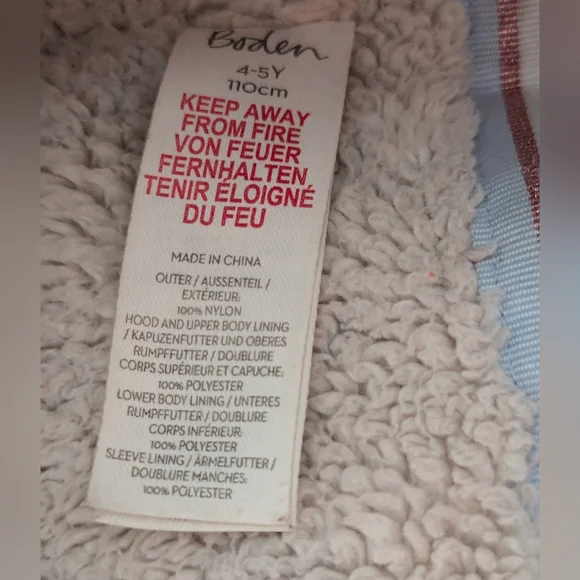 Boden
4-5Y
110cm
KEEP AWAY
FROM FIRE
VON FEUER
FERNHALTEN
TENIR ÉLOIGNÉ
DU FEU
MADE IN CHINA
OUTER / AUSSENTEIL /
EXTÉRIEUR:
100% NYLON
HOOD AND UPPER BODY LINING
/ KAPUZENFUTTER UND OBERES
RUMPFFUTTER / DOUBLURE
CORPS SUPÉRIEUR ET CAPUCHE:
100% POLYESTER
LOWER BODY LINING / UNTERES
RUMPFFUTTER / DOUBLURE
CORPS INFÉRIEUR:
100% POLYESTER
SLEEVE LINING / ÄRMELFUTTER /
DOUBLURE MANCHES:
100% POLYESTER